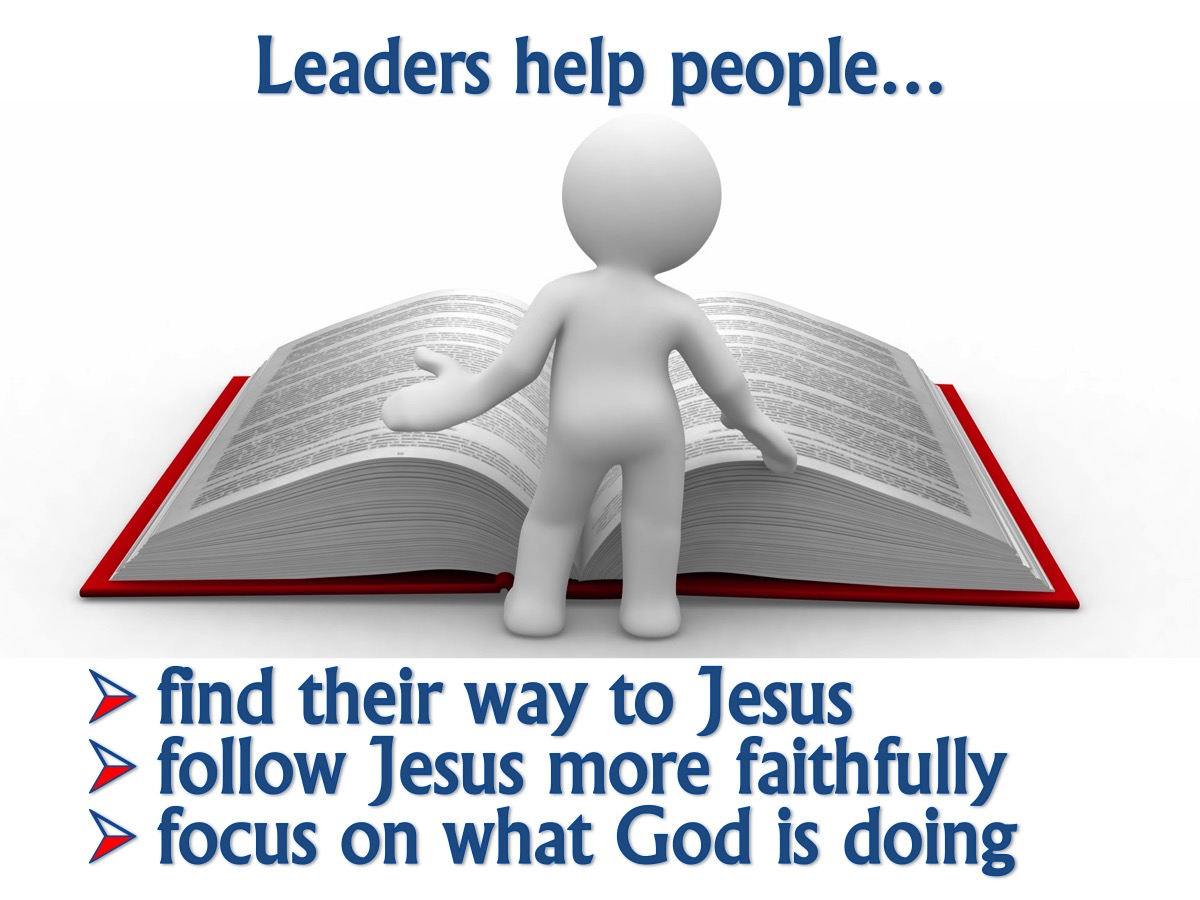 Leaders help people...
find their way to Jesus
follow Jesus more faithfully
focus on what God is doing